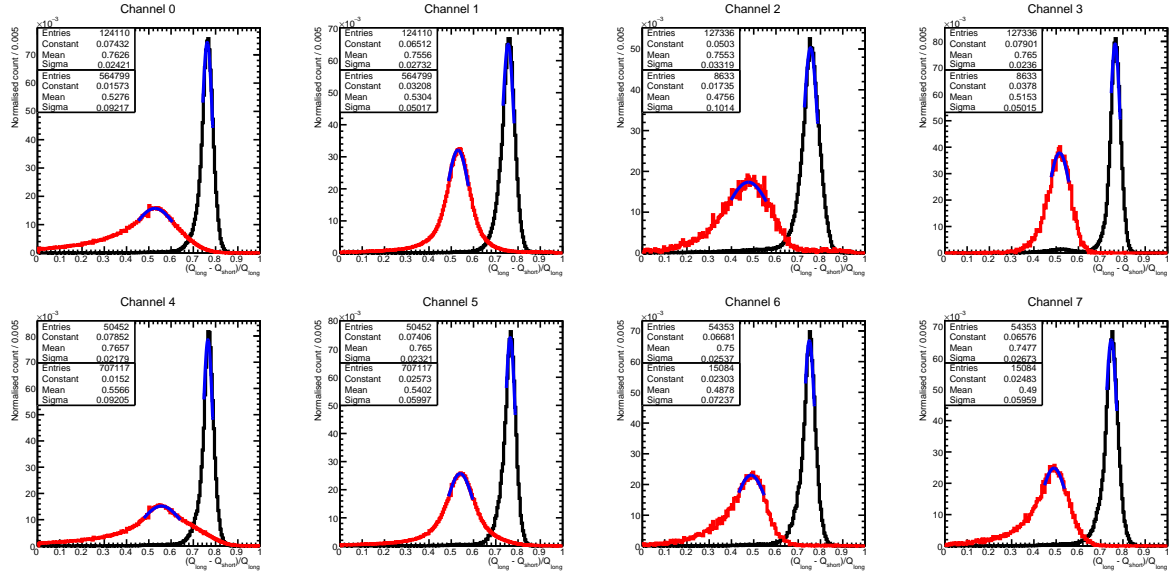 Channel 0
×10⁻³
Normalised count / 0.005
80
70
60
50
40
30
20
10
0
Entries 124110
Constant 0.07432
Mean 0.7626
Sigma 0.02421
Entries 564799
Constant 0.01573
Mean 0.5276
Sigma 0.09217
0 0.1 0.2 0.3 0.4 0.5 0.6 0.7 0.8 0.9 1
(Q_long - Q_short)/Q_long
Channel 1
×10⁻³
Normalised count / 0.005
70
60
50
40
30
20
10
0
Entries 124110
Constant 0.06512
Mean 0.7556
Sigma 0.02732
Entries 564799
Constant 0.03208
Mean 0.5304
Sigma 0.05017
0 0.1 0.2 0.3 0.4 0.5 0.6 0.7 0.8 0.9 1
(Q_long - Q_short)/Q_long
Channel 2
×10⁻³
Normalised count / 0.005
50
40
30
20
10
0
Entries 127336
Constant 0.0503
Mean 0.7553
Sigma 0.03319
Entries 8633
Constant 0.01735
Mean 0.4756
Sigma 0.1014
0 0.1 0.2 0.3 0.4 0.5 0.6 0.7 0.8 0.9 1
(Q_long - Q_short)/Q_long
Channel 3
×10⁻³
Normalised count / 0.005
80
70
60
50
40
30
20
10
0
Entries 127336
Constant 0.07901
Mean 0.765
Sigma 0.0236
Entries 8633
Constant 0.0378
Mean 0.5153
Sigma 0.05015
0 0.1 0.2 0.3 0.4 0.5 0.6 0.7 0.8 0.9 1
(Q_long - Q_short)/Q_long
Channel 4
×10⁻³
Normalised count / 0.005
80
70
60
50
40
30
20
10
0
Entries 50452
Constant 0.07852
Mean 0.7657
Sigma 0.02179
Entries 707117
Constant 0.0152
Mean 0.5566
Sigma 0.09205
0 0.1 0.2 0.3 0.4 0.5 0.6 0.7 0.8 0.9 1
(Q_long - Q_short)/Q_long
Channel 5
×10⁻³
Normalised count / 0.005
80
70
60
50
40
30
20
10
0
Entries 50452
Constant 0.07406
Mean 0.765
Sigma 0.02321
Entries 707117
Constant 0.02573
Mean 0.5402
Sigma 0.05997
0 0.1 0.2 0.3 0.4 0.5 0.6 0.7 0.8 0.9 1
(Q_long - Q_short)/Q_long
Channel 6
×10⁻³
Normalised count / 0.005
70
60
50
40
30
20
10
0
Entries 54353
Constant 0.06681
Mean 0.75
Sigma 0.02537
Entries 15084
Constant 0.02303
Mean 0.4878
Sigma 0.07237
0 0.1 0.2 0.3 0.4 0.5 0.6 0.7 0.8 0.9 1
(Q_long - Q_short)/Q_long
Channel 7
×10⁻³
Normalised count / 0.005
70
60
50
40
30
20
10
0
Entries 54353
Constant 0.06576
Mean 0.7477
Sigma 0.02673
Entries 15084
Constant 0.02483
Mean 0.49
Sigma 0.05959
0 0.1 0.2 0.3 0.4 0.5 0.6 0.7 0.8 0.9 1
(Q_long - Q_short)/Q_long